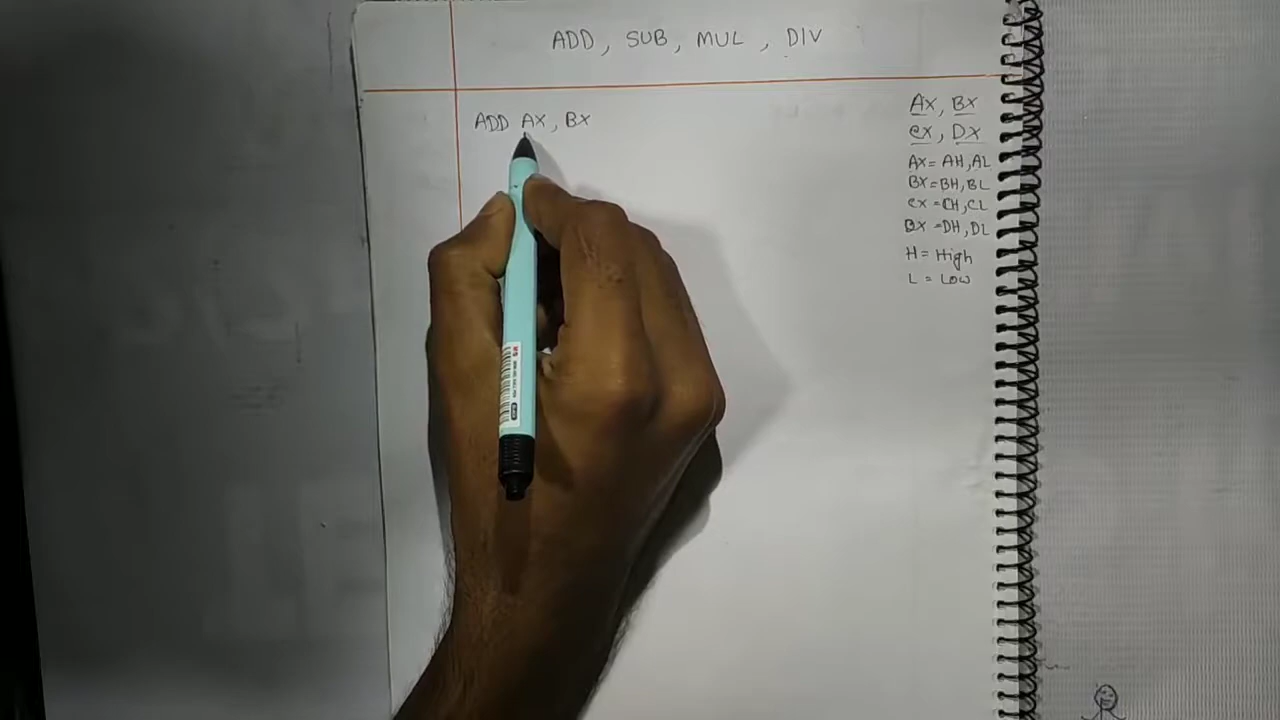 ADD, SUB, MUL, DIV
ADD AX, BX
AX, BX
CX, DX
AX= AH,AL
BX=BH,BL
CX=CH,CL
BX=DH,DL
H= High
L = Low